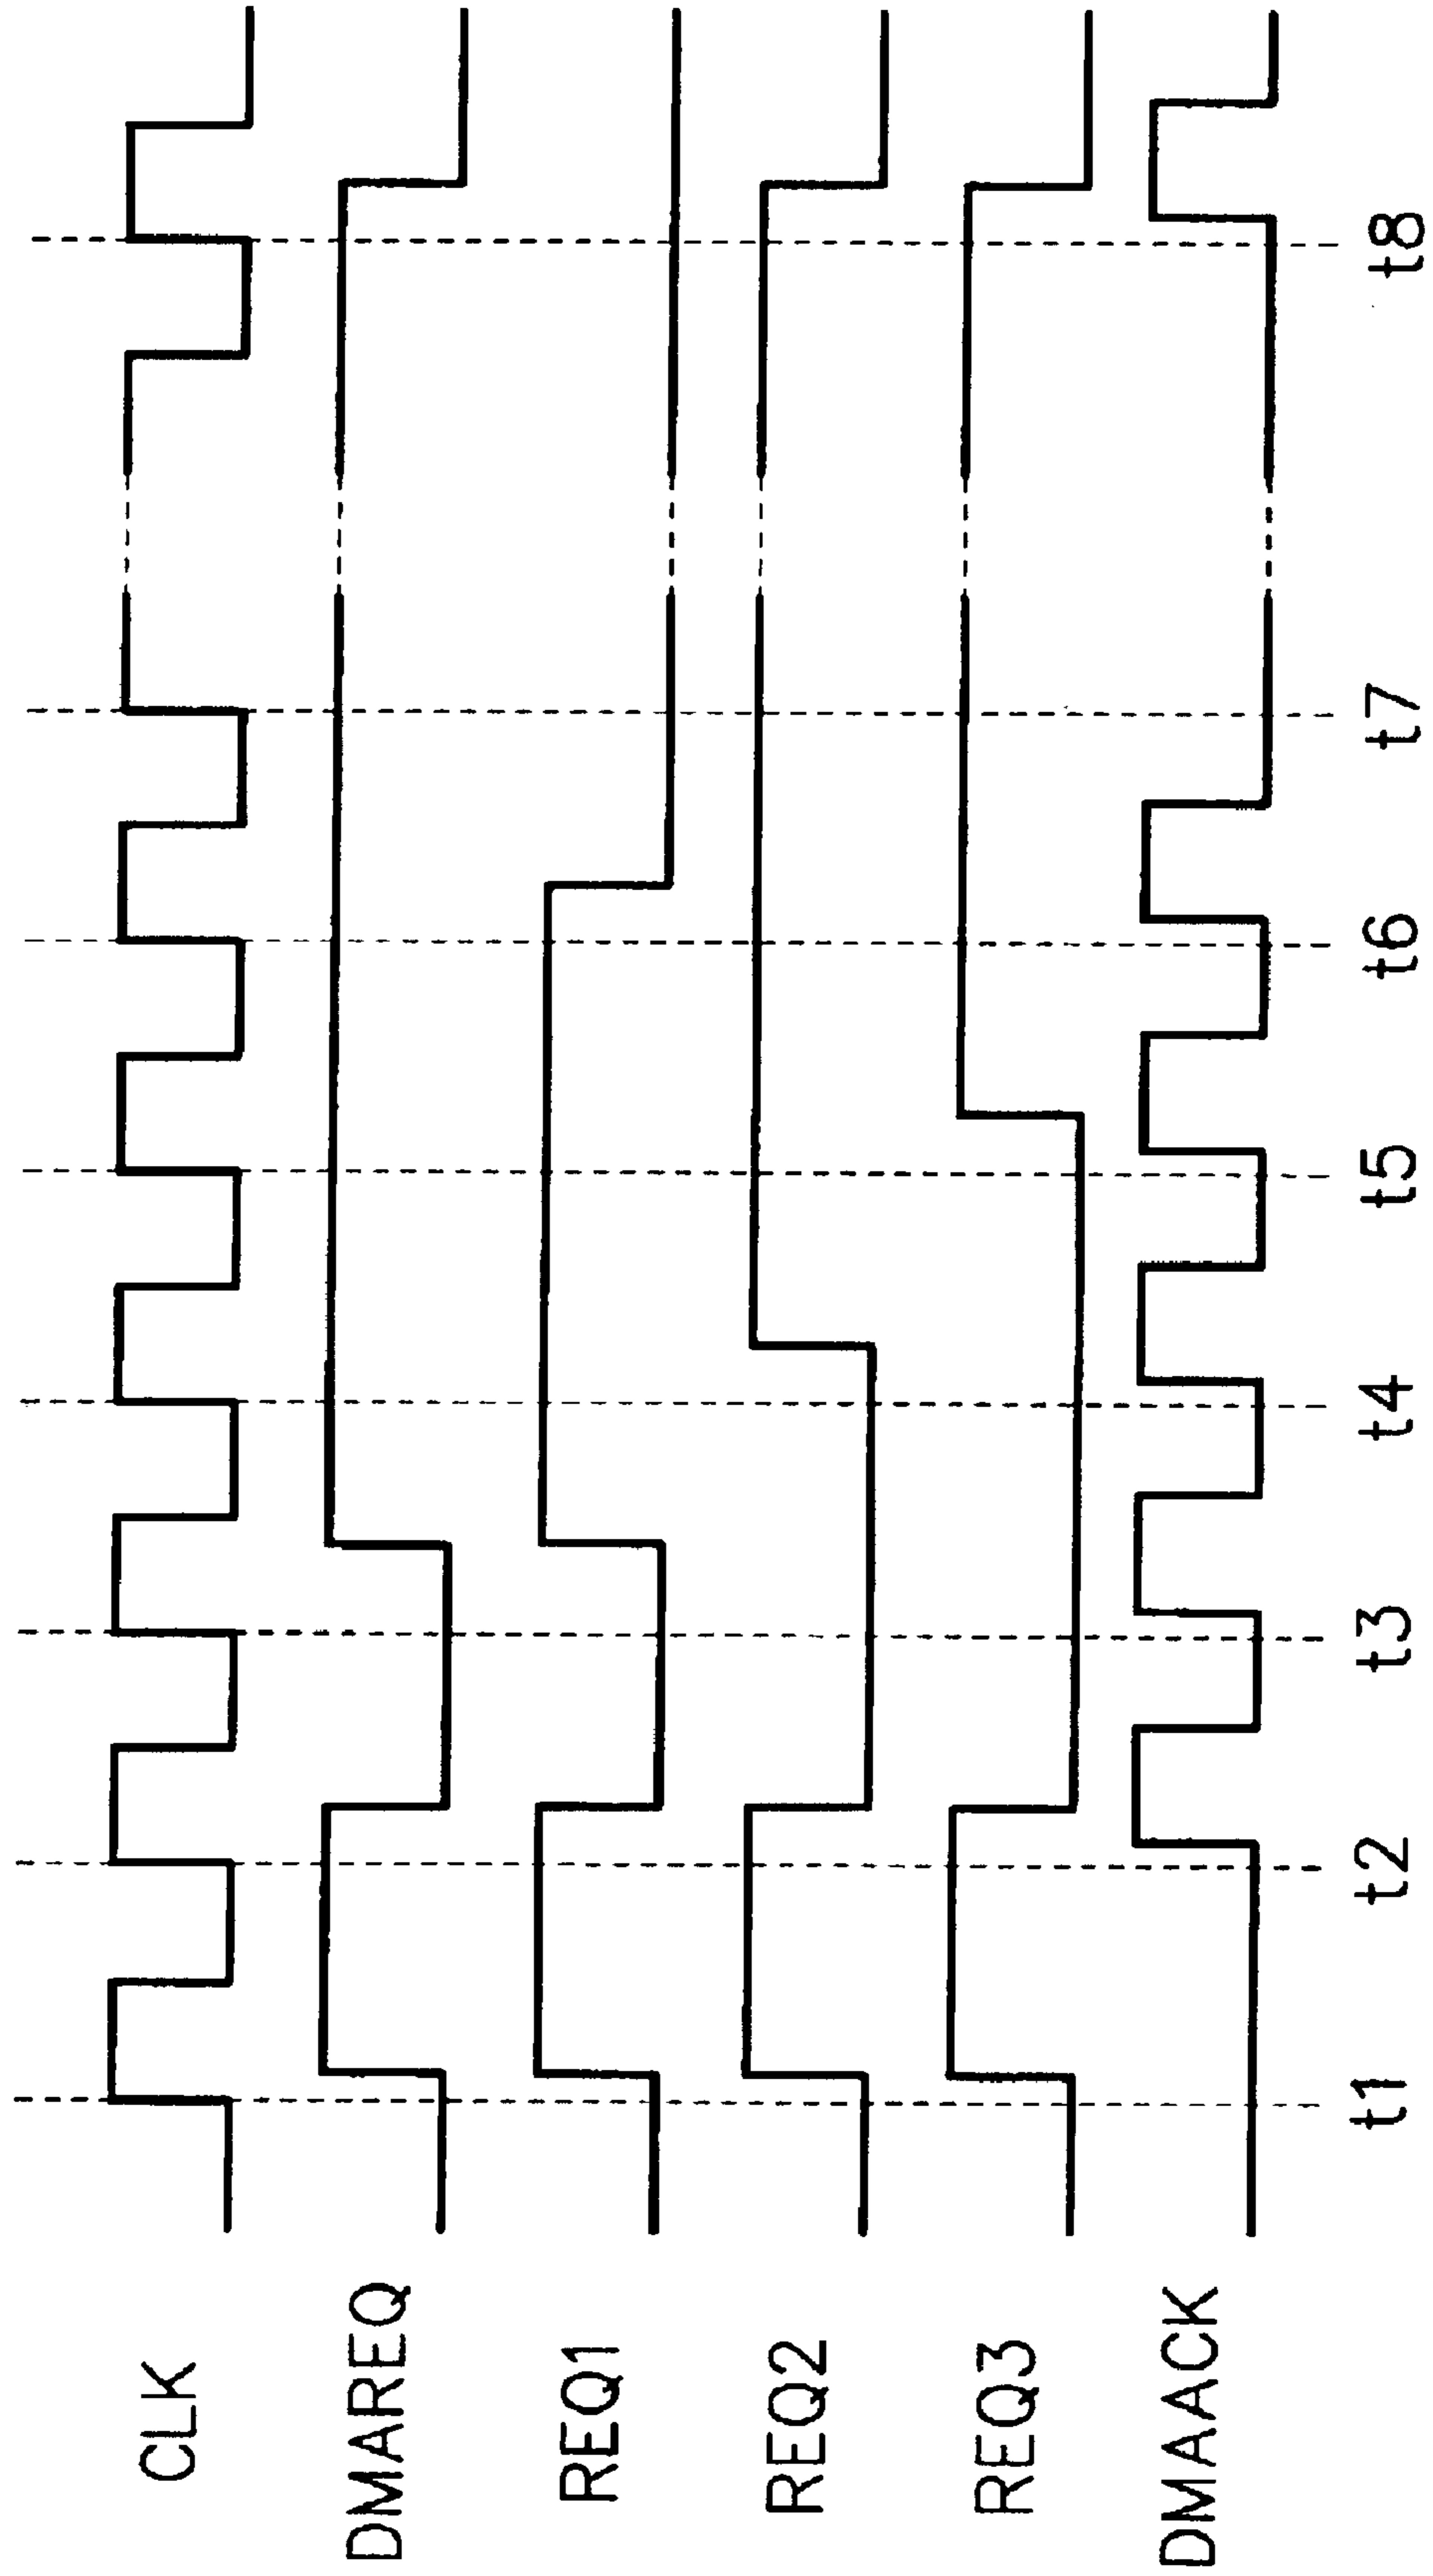 CLK
DMAREQ
REQ1
REQ2
REQ3
DMAACK
t1 t2 t3 t4 t5 t6 t7 t8